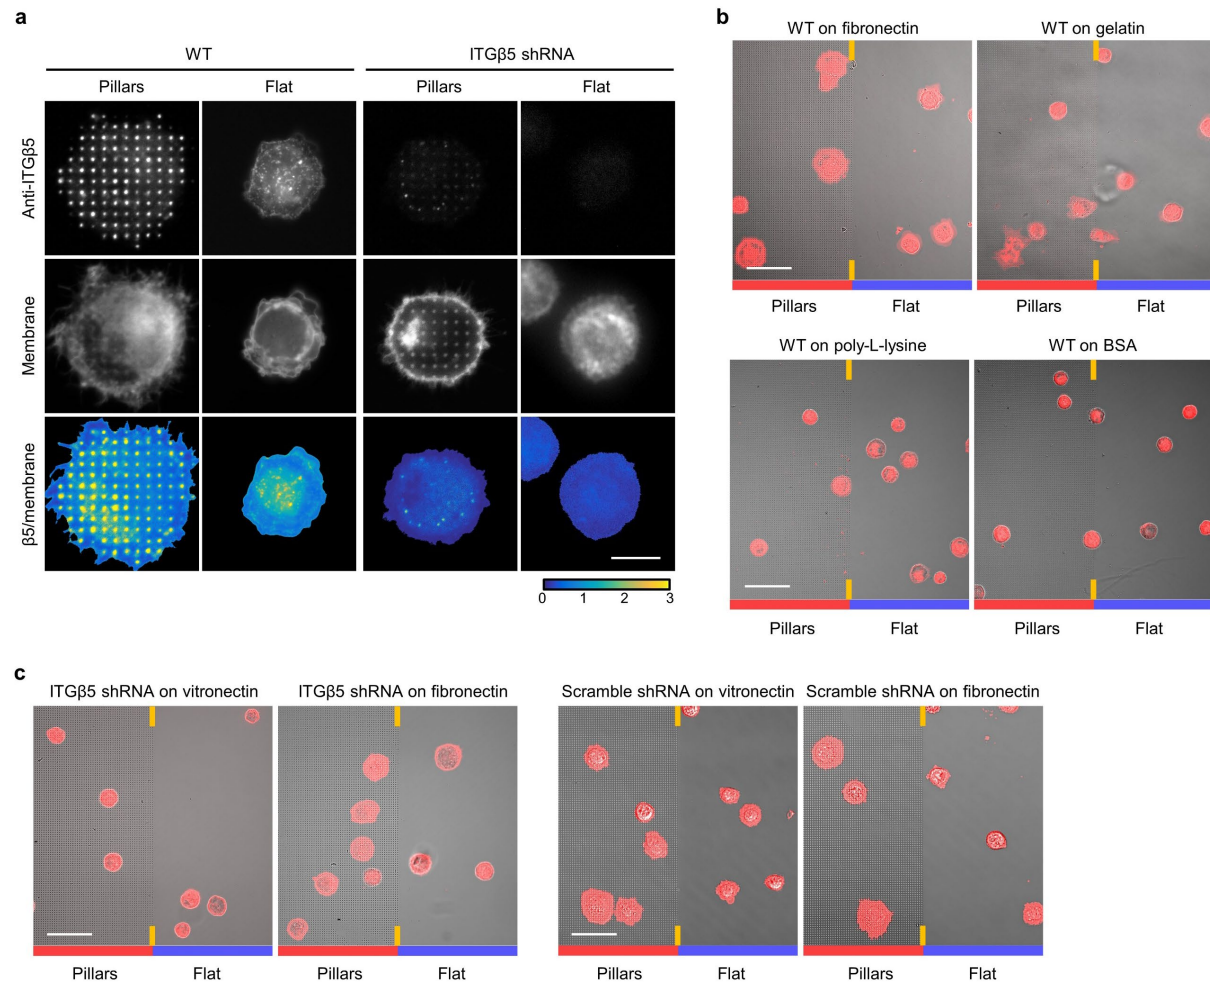 a
WT
ITGβ5 shRNA
Pillars
Flat
Pillars
Flat
Anti-ITGβ5
Membrane
β5/membrane
0 1 2 3
b
WT on fibronectin
WT on gelatin
Pillars
Flat
Pillars
Flat
WT on poly-L-lysine
WT on BSA
Pillars
Flat
Pillars
Flat
c
ITGβ5 shRNA on vitronectin
ITGβ5 shRNA on fibronectin
Scramble shRNA on vitronectin
Scramble shRNA on fibronectin
Pillars
Flat
Pillars
Flat
Pillars
Flat
Pillars
Flat